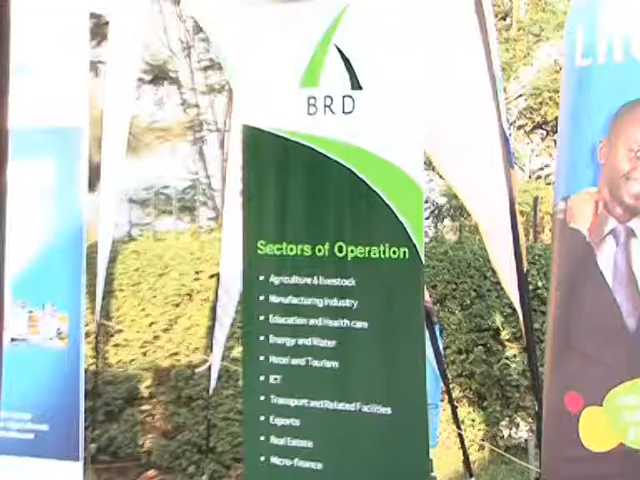 BRD
Sectors of Operation
• Agriculture & livestock
• Manufacturing Industry
• Education and Health care
• Energy and Water
• Hotel and Tourism
• ICT
• Transport and Related Facilities
• Exports
• Real Estate
• Micro-finance